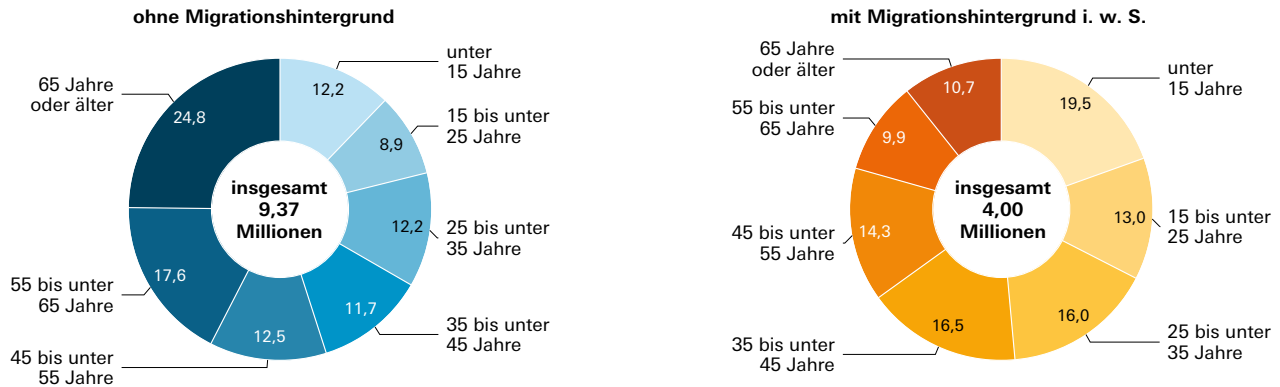 ohne Migrationshintergrund
unter
15 Jahre
12,2
15 bis unter
25 Jahre
8,9
25 bis unter
35 Jahre
12,2
35 bis unter
45 Jahre
11,7
45 bis unter
55 Jahre
12,5
55 bis unter
65 Jahre
17,6
65 Jahre
oder älter
24,8
insgesamt
9,37
Millionen
mit Migrationshintergrund i. w. S.
unter
15 Jahre
19,5
15 bis unter
25 Jahre
13,0
25 bis unter
35 Jahre
16,0
35 bis unter
45 Jahre
16,5
45 bis unter
55 Jahre
14,3
55 bis unter
65 Jahre
9,9
65 Jahre
oder älter
10,7
insgesamt
4,00
Millionen